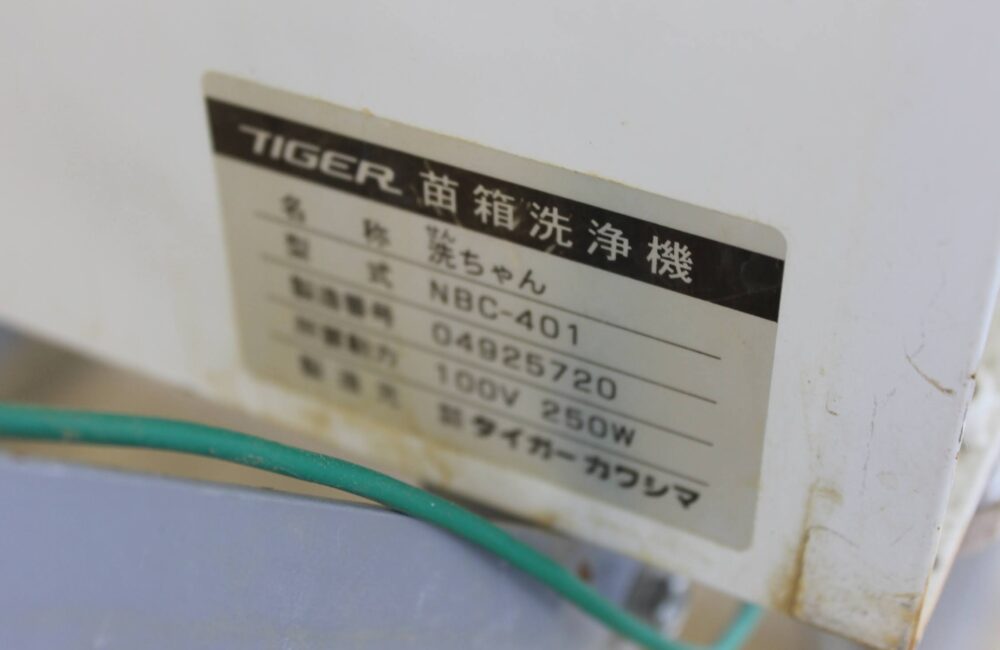 TIGER 苗箱洗浄機
せん
名称 洗ちゃん
型式 NBC-401
製造番号 04925720
所要動力 100V 250W
製造元 タイガーカワシマ